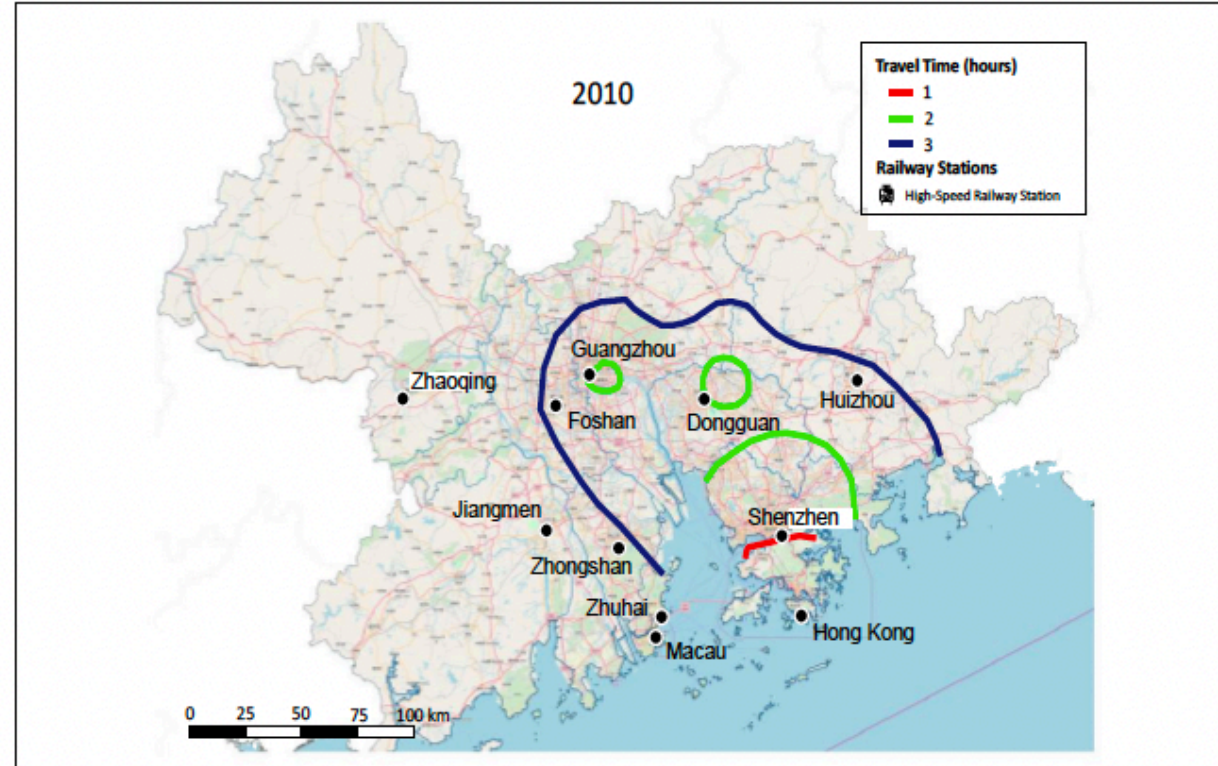 2010
Travel Time (hours)
1
2
3
Railway Stations
High-Speed Railway Station
Guangzhou
Zhaoqing
Foshan
Dongguan
Huizhou
Jiangmen
Shenzhen
Zhongshan
Zhuhai
Hong Kong
Macau
0 25 50 75 100 km